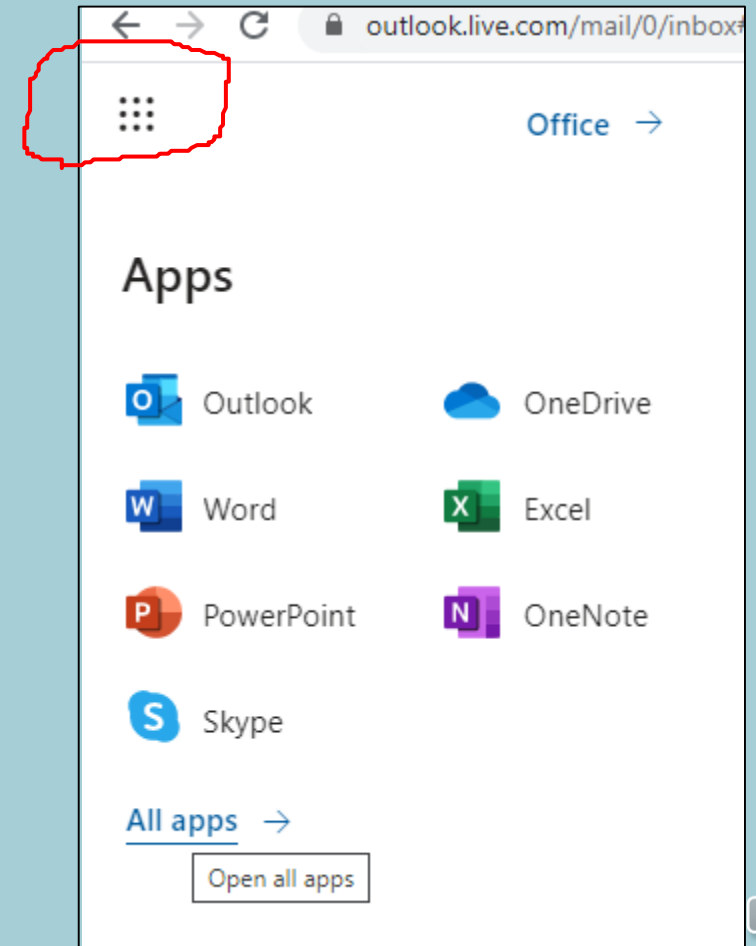 outlook.live.com/mail/0/inbox#
Office →
Apps
Outlook
OneDrive
Word
Excel
PowerPoint
OneNote
Skype
All apps →
Open all apps